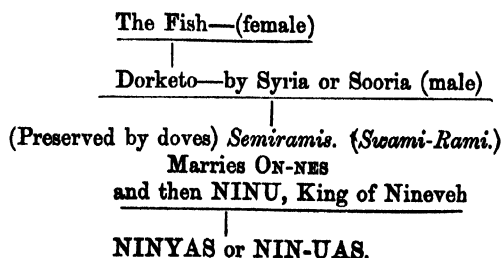 The Fish—(female)
Dorketo—by Syria or Sooria (male)
(Preserved by doves) Semiramis. (Swami-Rami.)
Marries ON-NES
and then NINU, King of Nineveh
NINYAS or NIN-UAS.